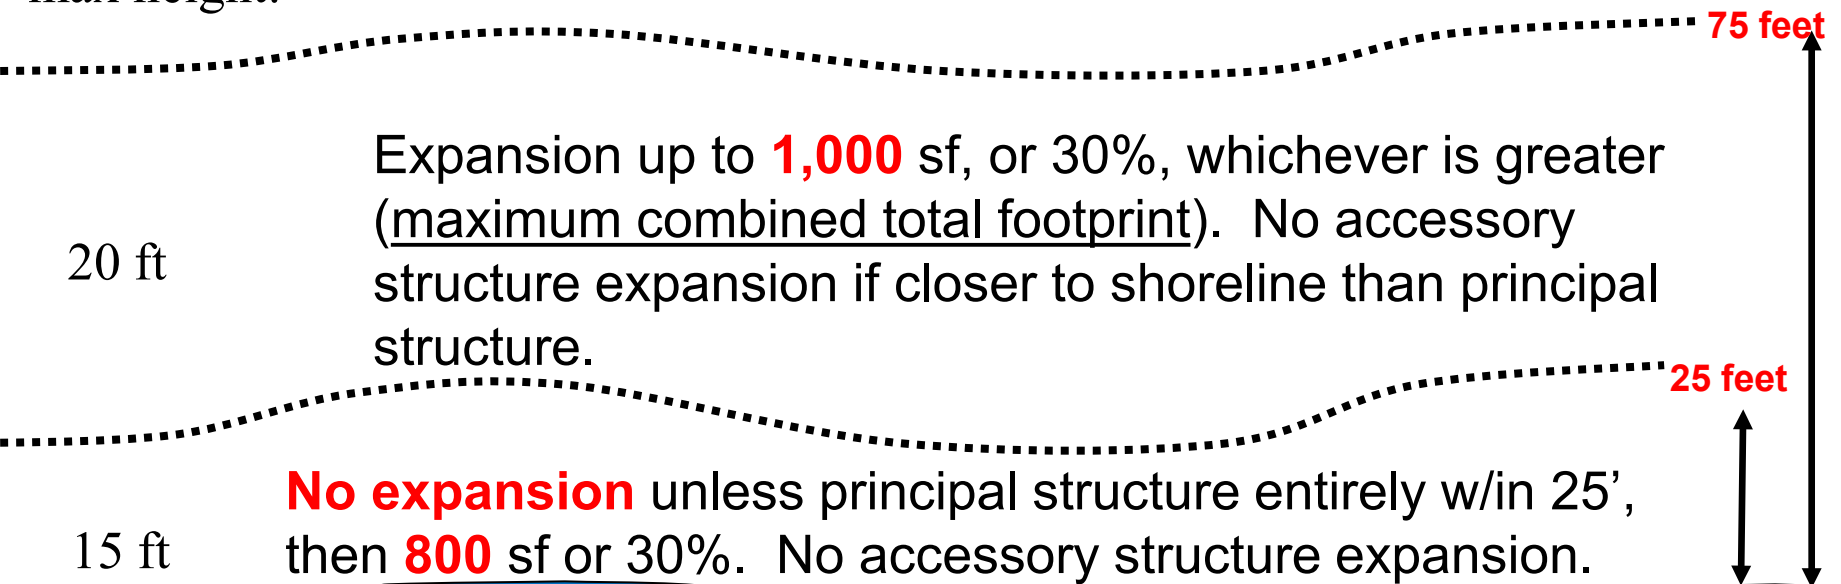 max height.
75 feet
Expansion up to 1,000 sf, or 30%, whichever is greater
(maximum combined total footprint).  No accessory
structure expansion if closer to shoreline than principal
structure.
20 ft
25 feet
No expansion unless principal structure entirely w/in 25’,
then 800 sf or 30%.  No accessory structure expansion.
15 ft